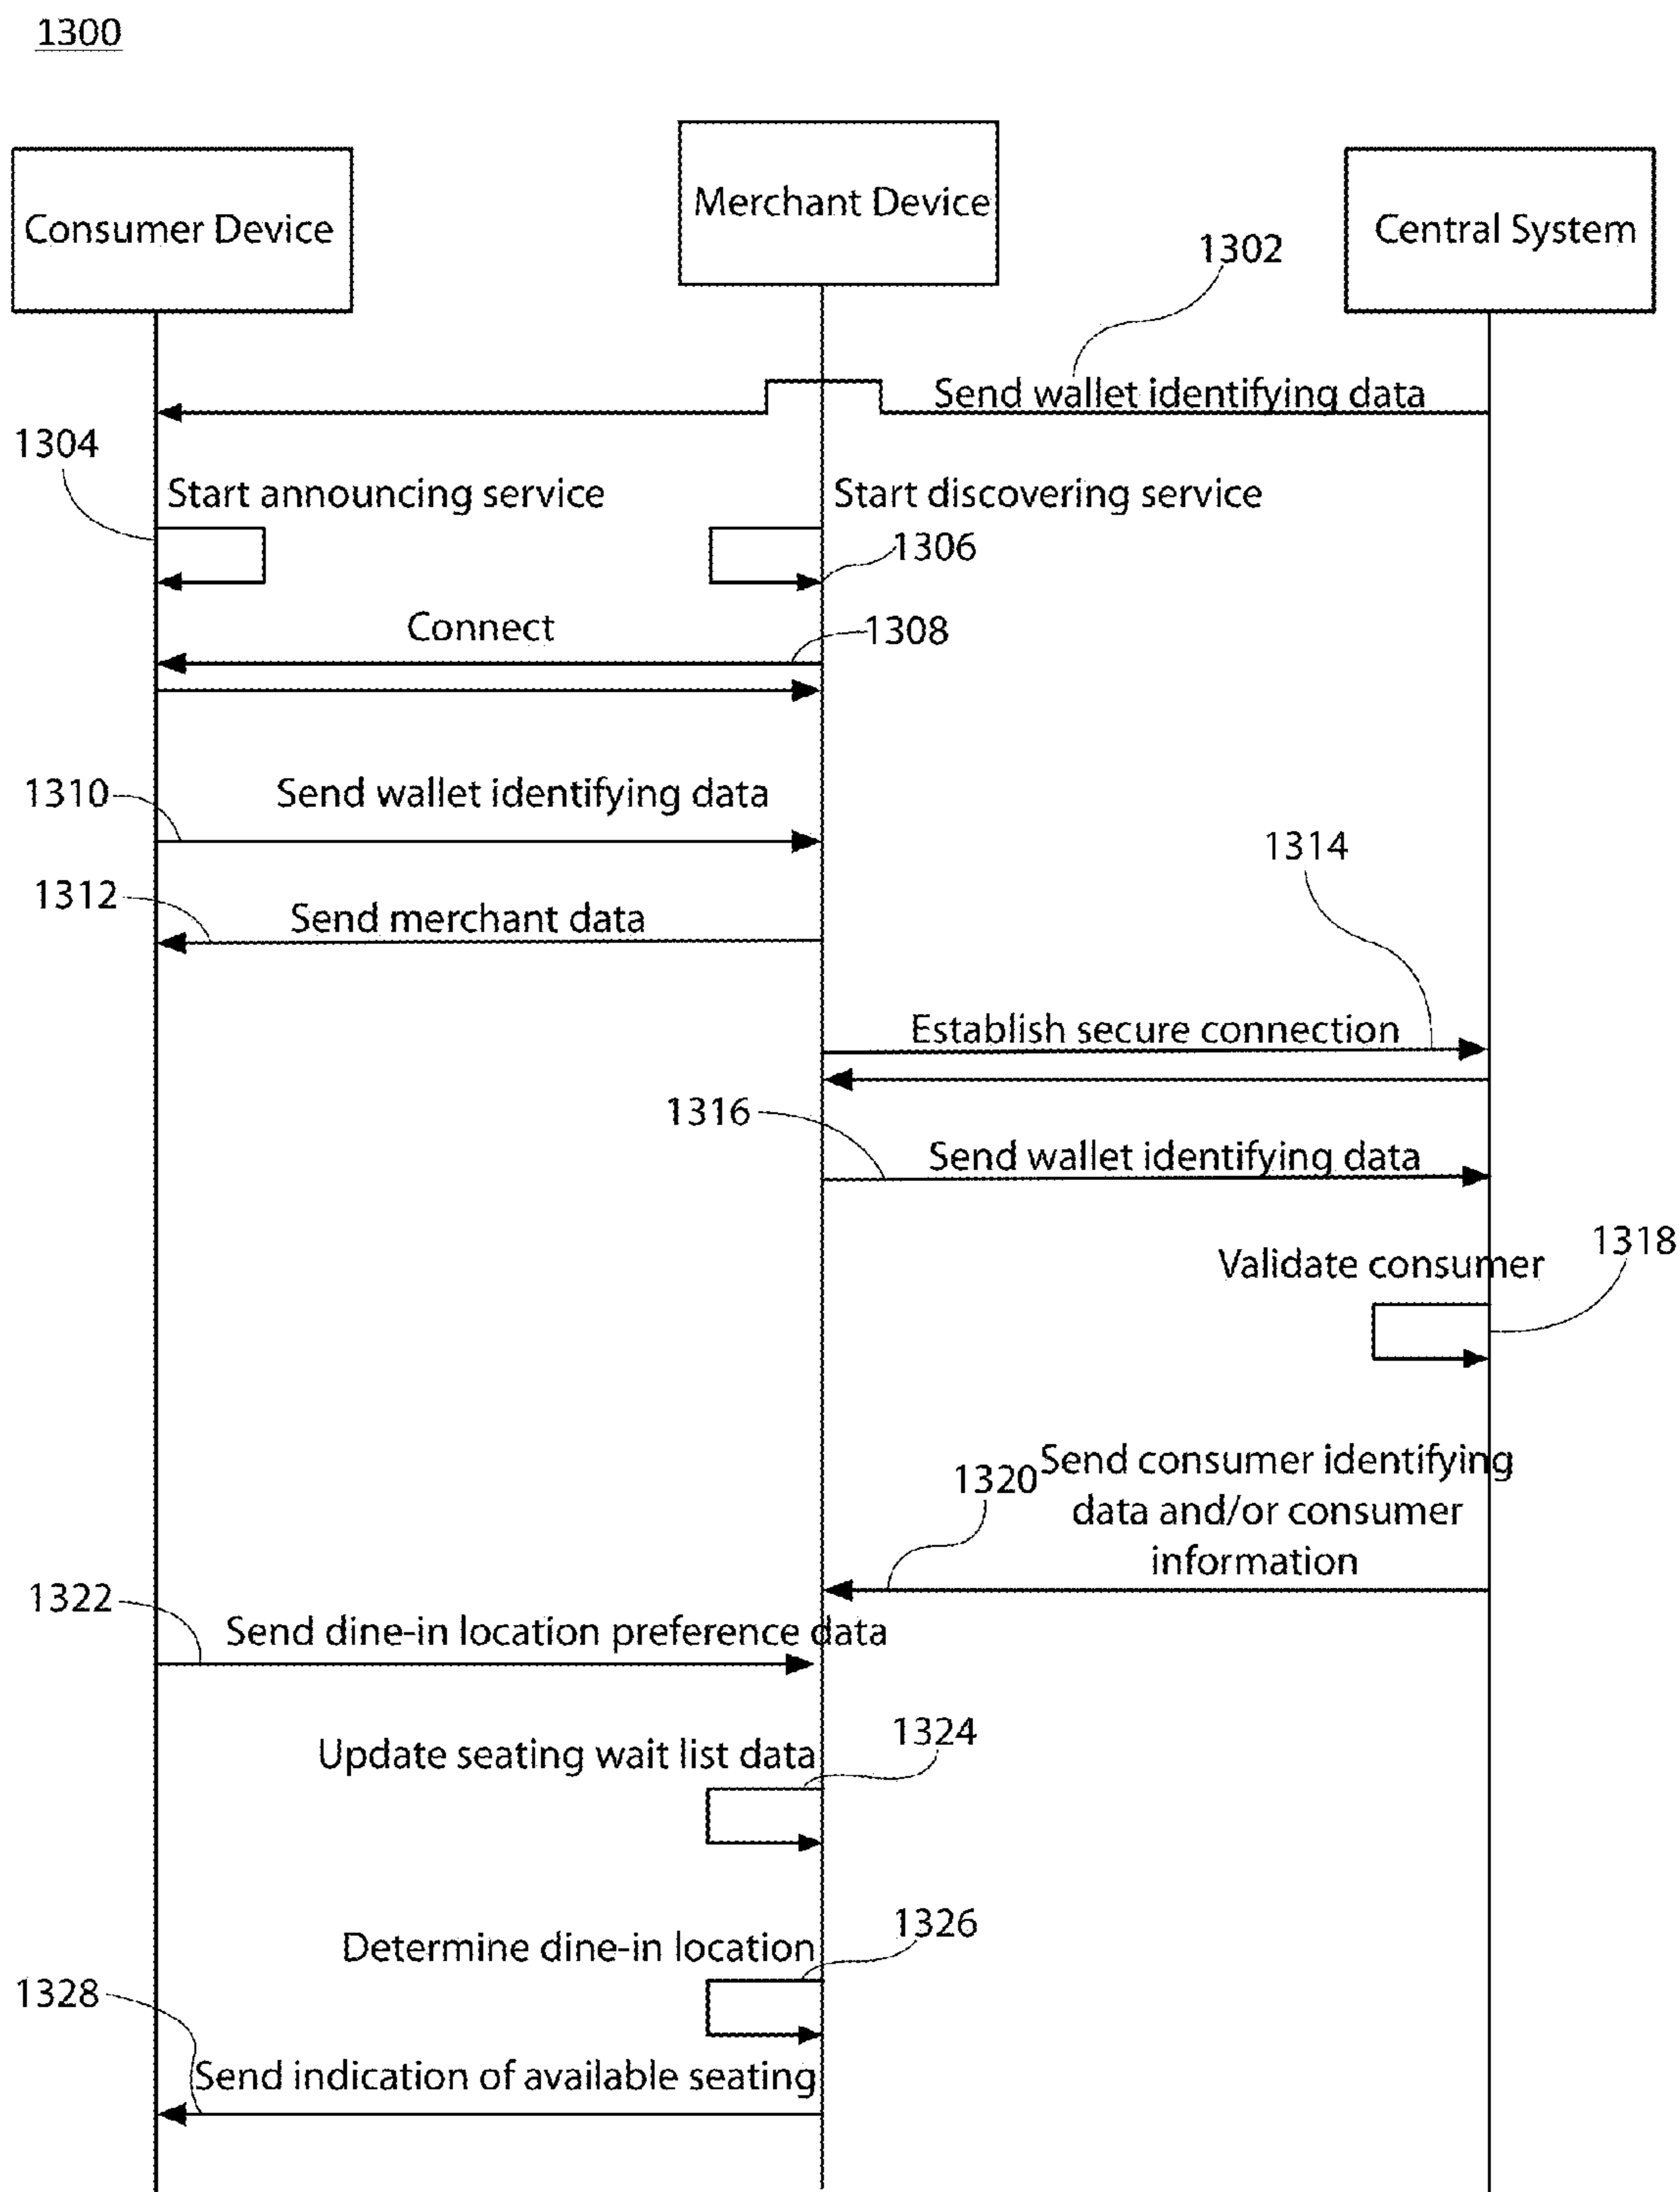 1300
Consumer Device
Merchant Device
Central System
1302
Send wallet identifying data
1304
Start announcing service
Start discovering service
1306
Connect
1308
1310
Send wallet identifying data
1312
Send merchant data
1314
Establish secure connection
1316
Send wallet identifying data
Validate consumer
1318
1320
Send consumer identifying
data and/or consumer
information
1322
Send dine-in location preference data
1324
Update seating wait list data
1326
Determine dine-in location
1328
Send indication of available seating